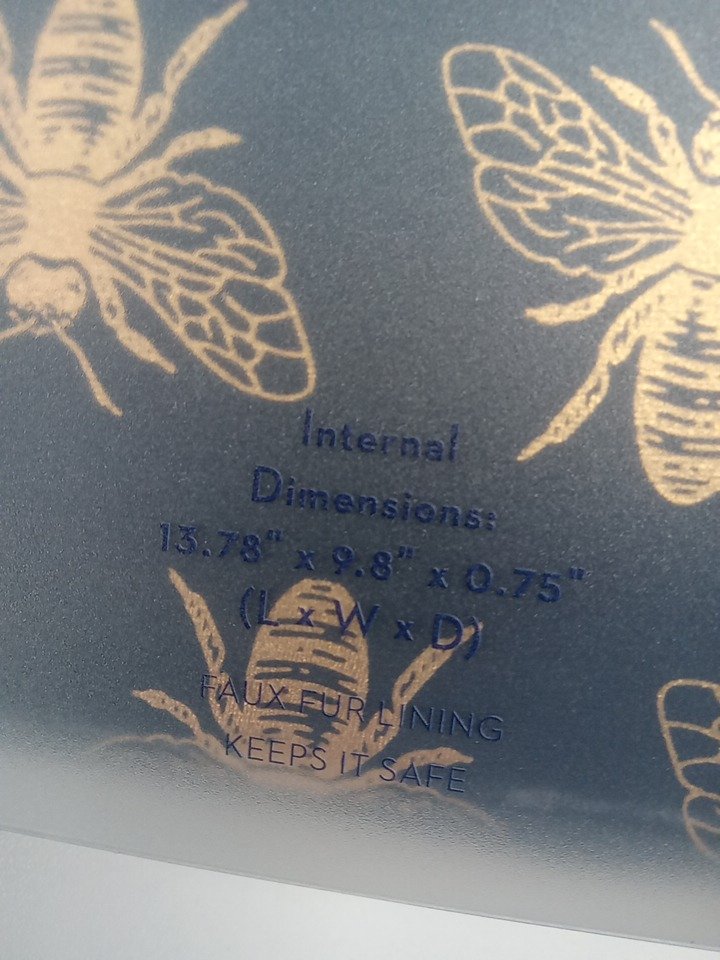 Internal
Dimensions:
13.78" x 9.8" x 0.75"
(L x W x D)
FAUX FUR LINING
KEEPS IT SAFE